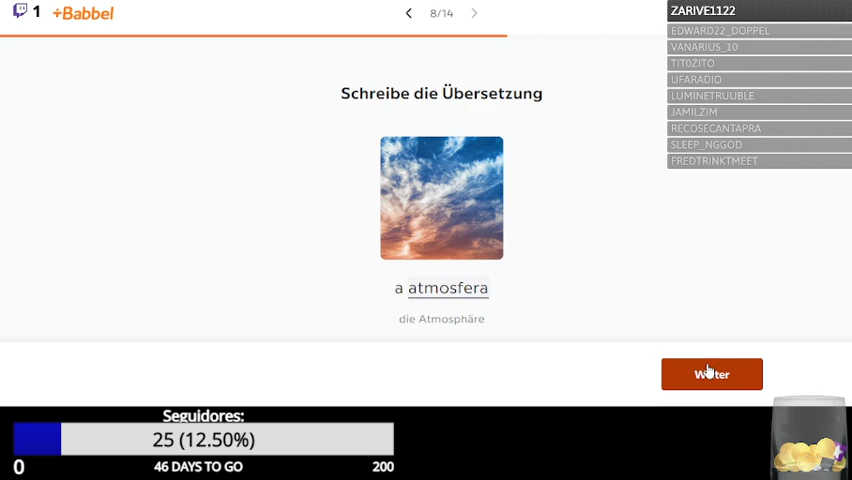 1 +Babbel
8/14
ZARIVE1122
EDWARD22_DOPPEL
VANARIUS_10
TIT0ZITO
UFARADIO
LUMINETRUUBLE
JAMILZIM
RECOSECANTAPRA
SLEEP_NGGOD
FREDTRINKTMEET
Schreibe die Übersetzung
a atmosfera
die Atmosphäre
Weiter
Seguidores:
25 (12.50%)
0 46 DAYS TO GO 200